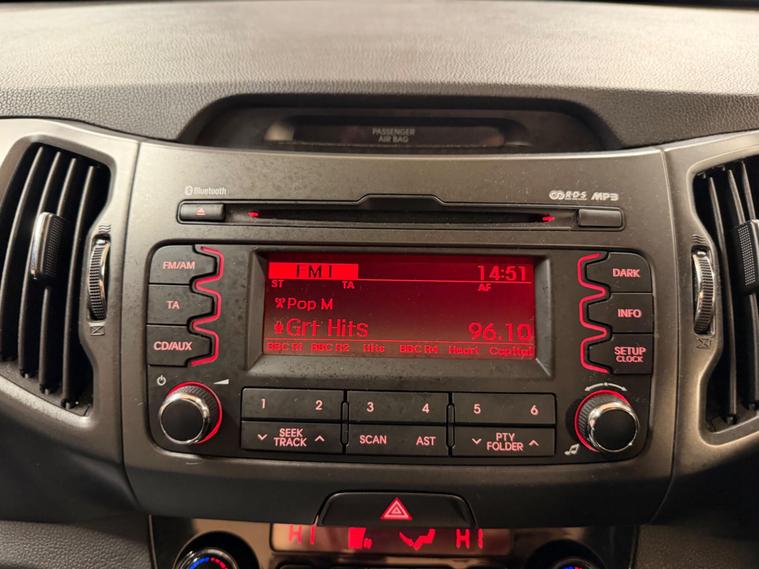 PASSENGER
AIR BAG
Bluetooth
RDS MP3
FM/AM
TA
CD/AUX
FM1 14:51
ST TA AF
Pop M
Grt Hits 96.10
BBC R1 BBC R2 Hits BBC R4 Heart Capital
DARK
INFO
SETUP
CLOCK
1 2 3 4 5 6
SEEK
TRACK
SCAN AST
PTY
FOLDER
HI HI